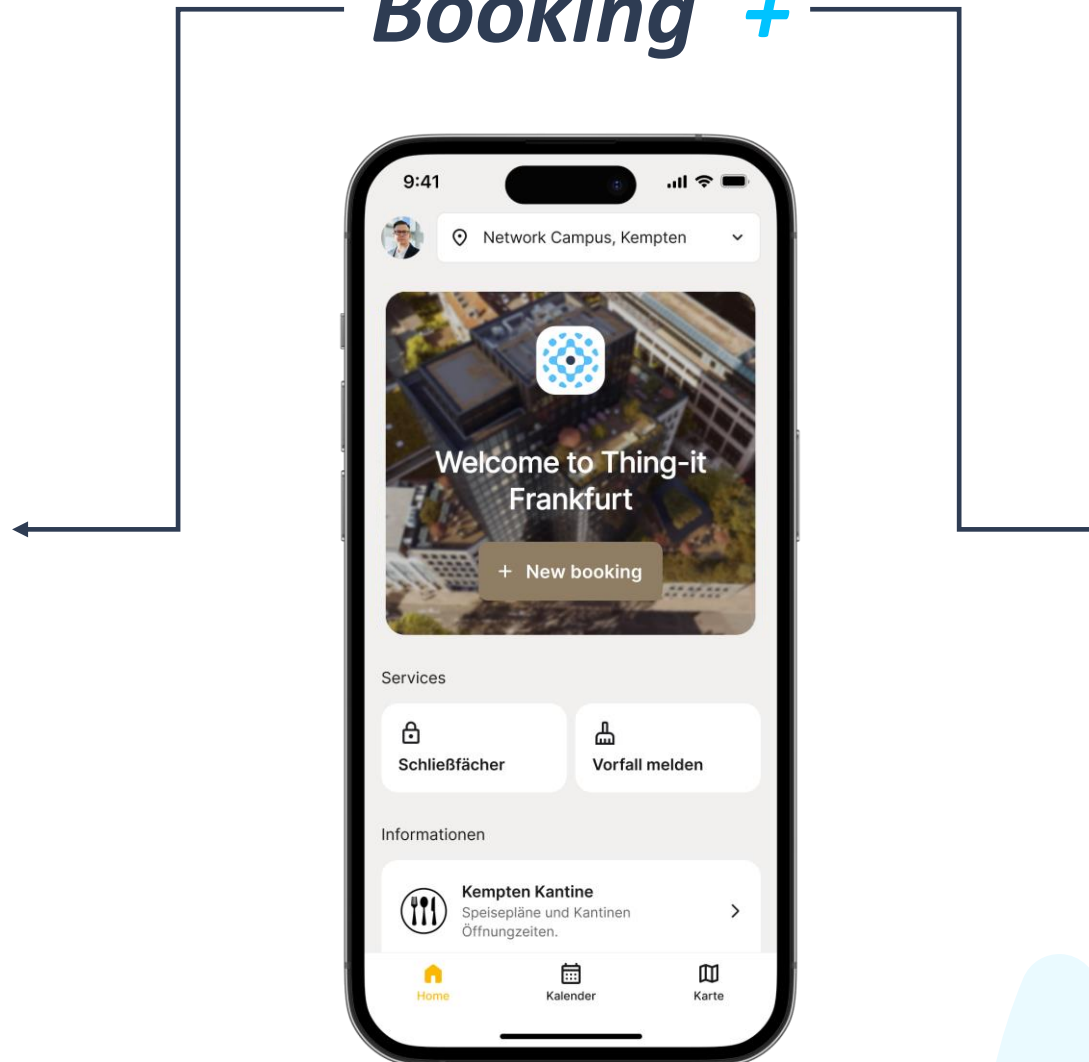 Booking +
9:41
Network Campus, Kempten
Welcome to Thing-it
Frankfurt
+ New booking
Services
Schließfächer
Vorfall melden
Informationen
Kempten Kantine
Speisepläne und Kantinen
Öffnungzeiten.
Home
Kalender
Karte